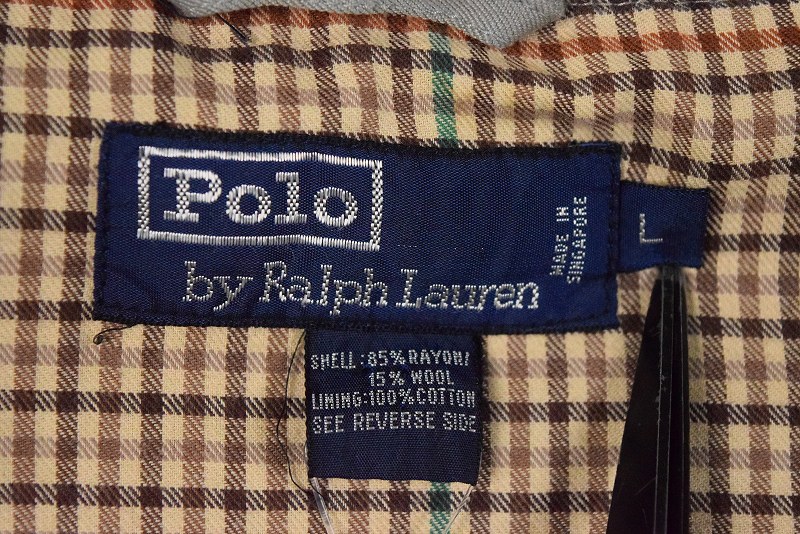 Polo
by Ralph Lauren
MADE IN
SINGAPORE
L
SHELL:85%RAYON/
15% WOOL
LINING:100%COTTON
SEE REVERSE SIDE